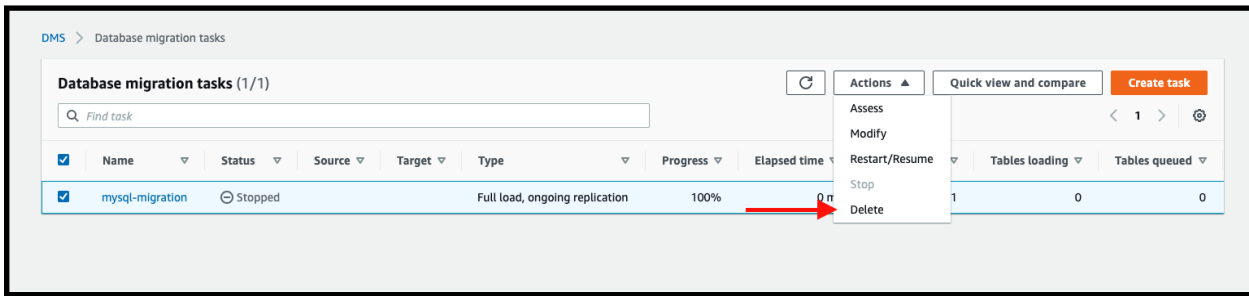 DMS > Database migration tasks
Database migration tasks (1/1)
Actions
Quick view and compare
Create task
Find task
1
Assess
Modify
Restart/Resume
Stop
Delete
Name Status Source Target Type Progress Elapsed time Tables loading Tables queued
mysql-migration Stopped Full load, ongoing replication 100% 0 m 1 0 0